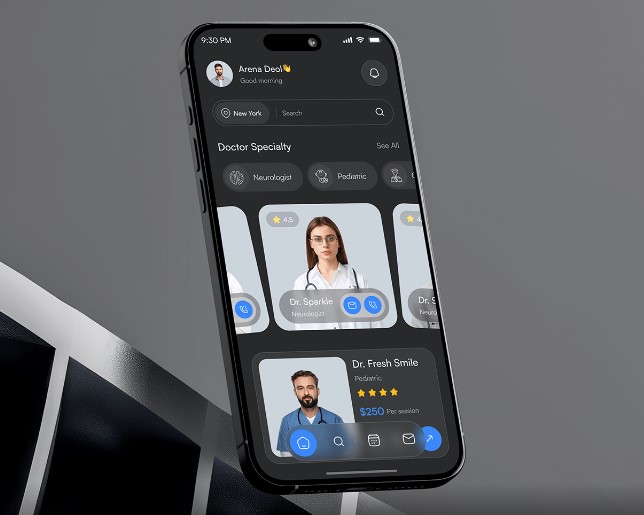 9:30 PM
Arena Deol👋
Good morning
New York
Search
Doctor Specialty
See All
Neurologist
Pediatric
4.5
Dr. Sparkle
Neurologist
Dr. S
Neuro
Dr. Fresh Smile
Pediatric
$250 Per session